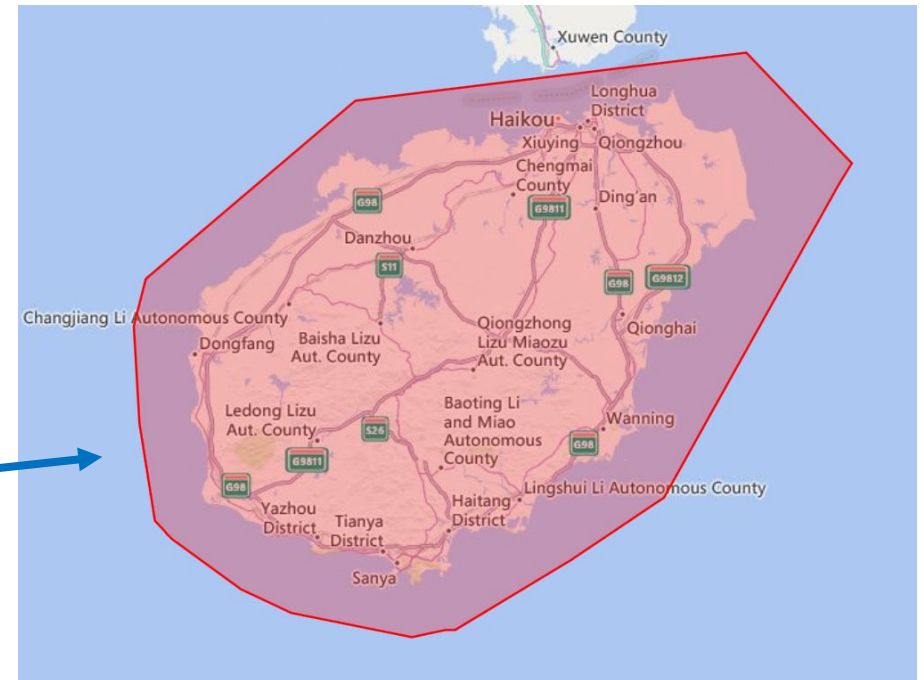 Xuwen County
Longhua
District
Haikou
Xiuying
Qiongzhou
Chengmai
County
G98
G9811
Ding'an
Danzhou
S11
G98
G9812
Changjiang Li Autonomous County
Dongfang
Baisha Lizu
Aut. County
Qiongzhong
Lizu Miaozu
Aut. County
Qionghai
Ledong Lizu
Aut. County
S26
Baoting Li
and Miao
Autonomous
County
Wanning
G98
G9811
G98
Lingshui Li Autonomous County
Yazhou
District
Tianya
District
Haitang
District
Sanya